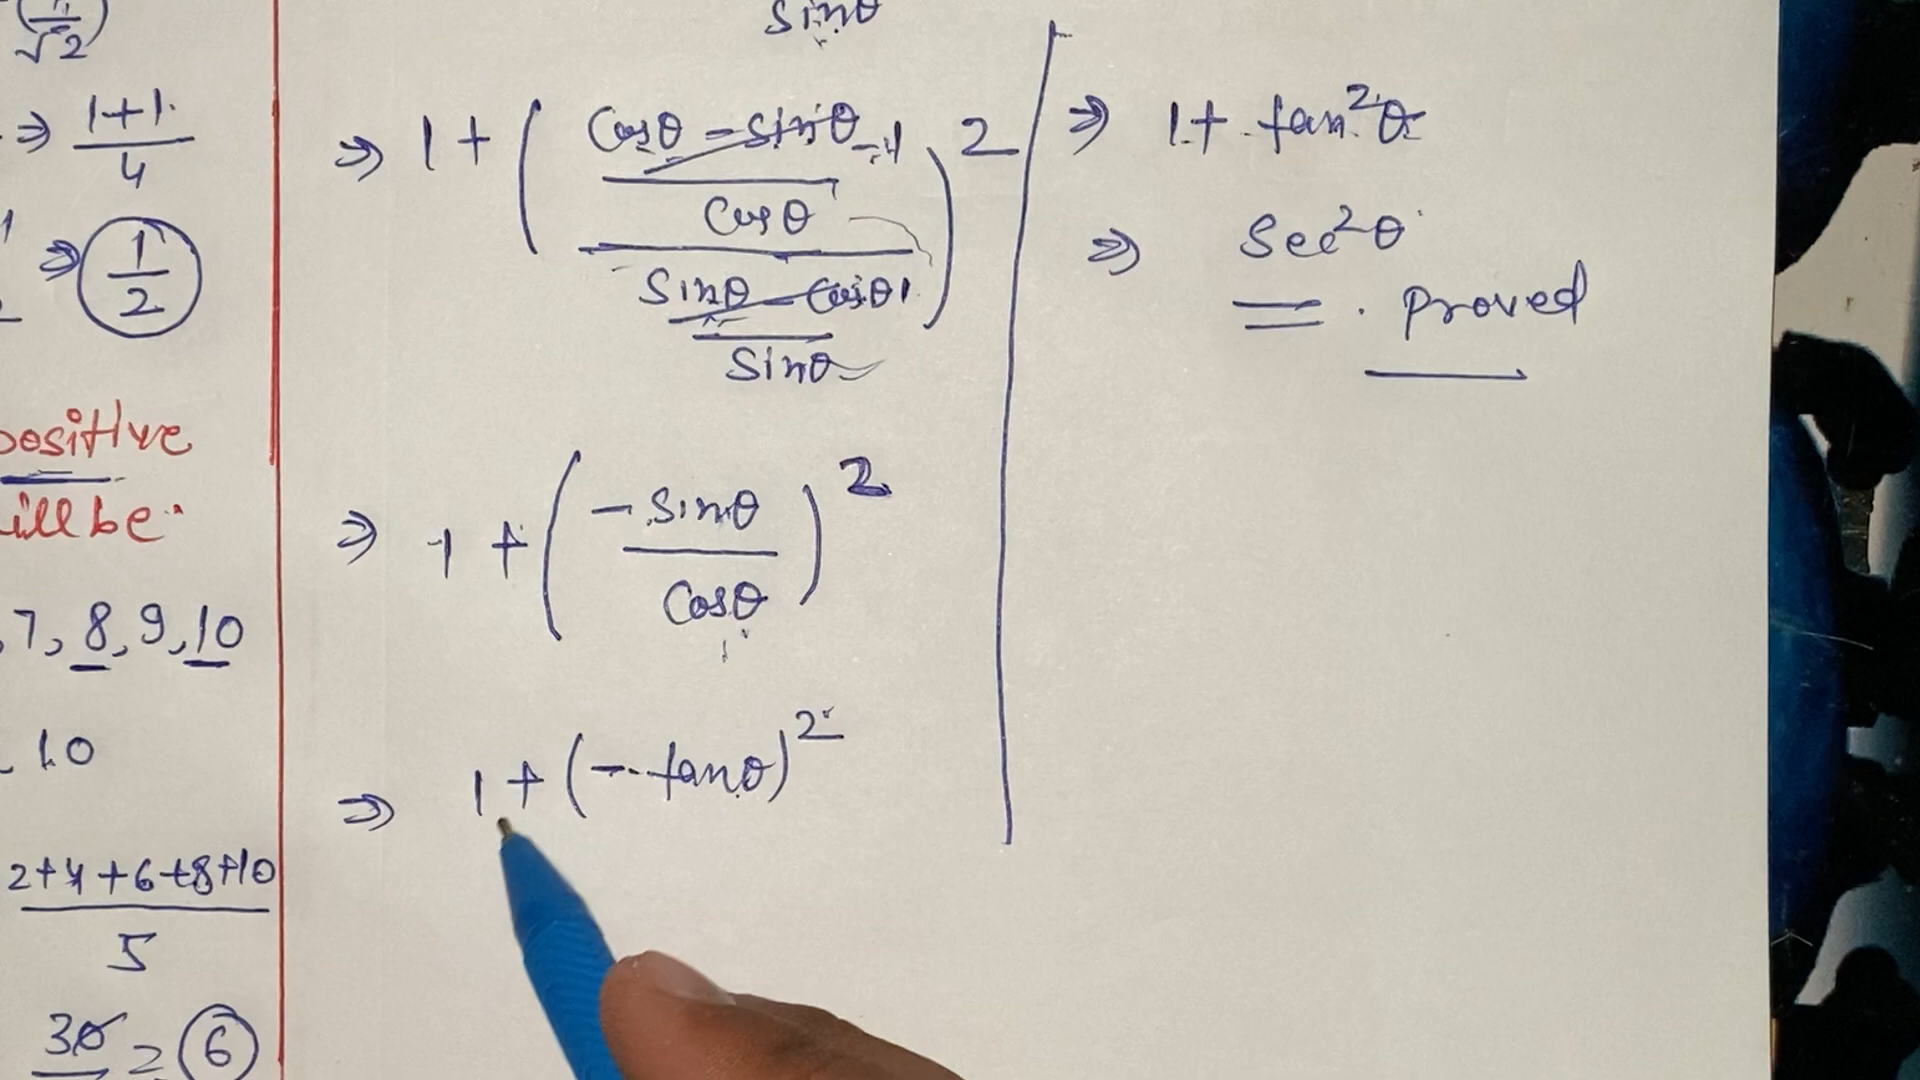 1
√2
⇒ 1+1
4
⇒ 1
2
positive
ill be
7, 8, 9, 10
10
2+4+6+8+10
5
30 = 6
sinθ
⇒ 1 + ( cosθ - sinθ -1 ) 2
cosθ
sinθ - cosθ 1
sinθ
⇒ 1 + ( - sinθ ) 2
cosθ
⇒ 1 + (- tanθ)²
⇒ 1 + tan²θ
⇒ Sec²θ
= . Proved